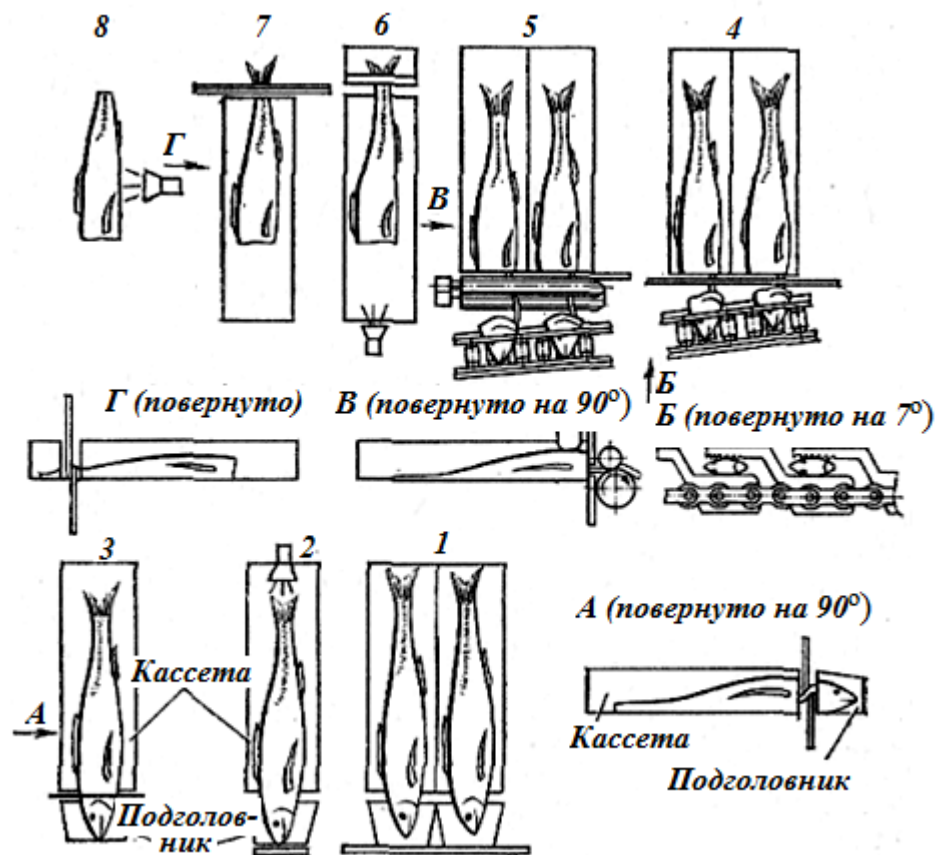 8 7 6 5 4
Г
В
Б
Г (повернуто) В (повернуто на 90°) Б (повернуто на 7°)
3 2 1
А (повернуто на 90°)
Кассета
А
Кассета
Подголов-
ник
Подголовник